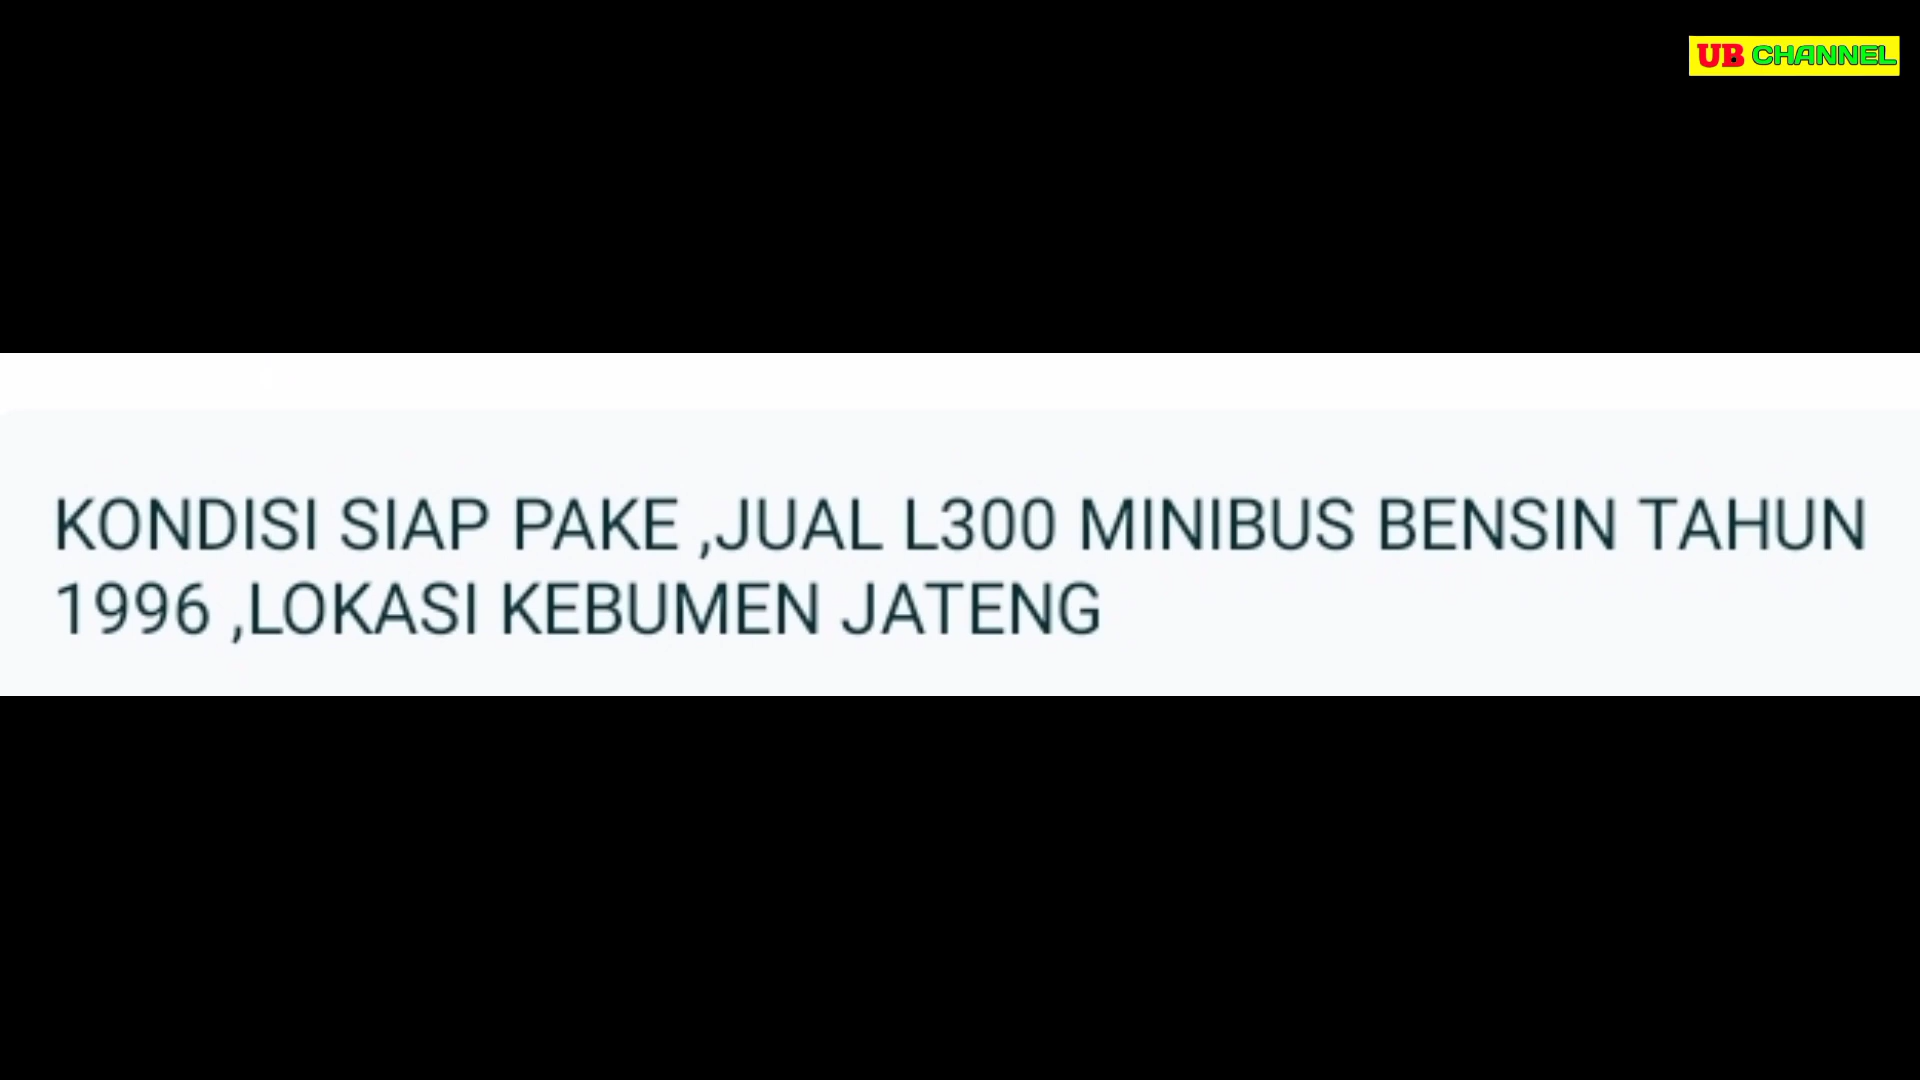 UB CHANNEL
KONDISI SIAP PAKE ,JUAL L300 MINIBUS BENSIN TAHUN
1996 ,LOKASI KEBUMEN JATENG